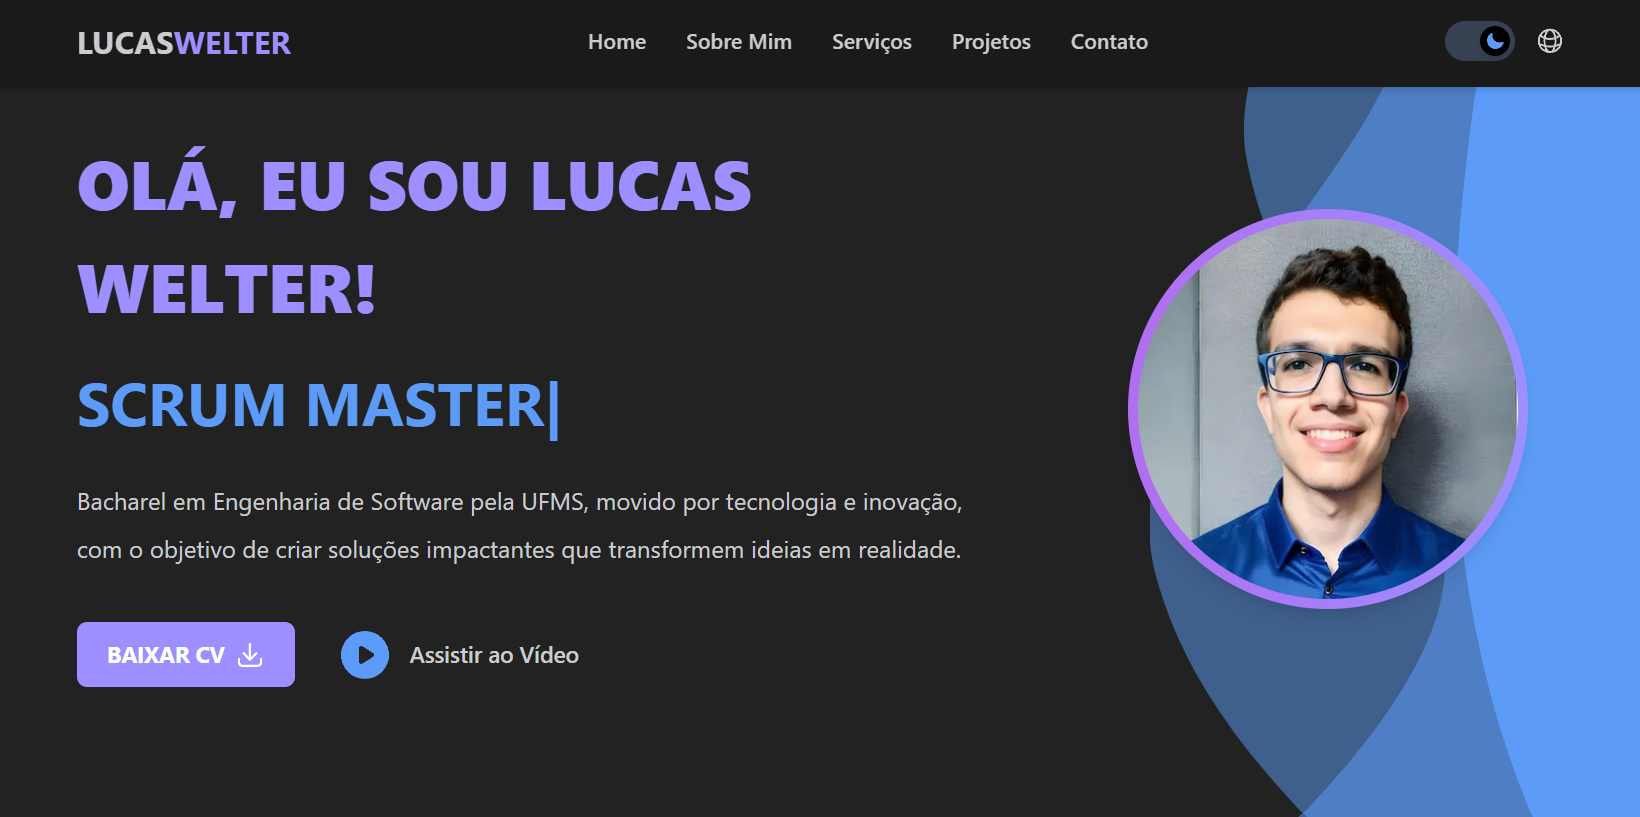 LUCASWELTER
Home Sobre Mim Serviços Projetos Contato
OLÁ, EU SOU LUCAS
WELTER!
SCRUM MASTER|
Bacharel em Engenharia de Software pela UFMS, movido por tecnologia e inovação,
com o objetivo de criar soluções impactantes que transformem ideias em realidade.
BAIXAR CV
Assistir ao Vídeo